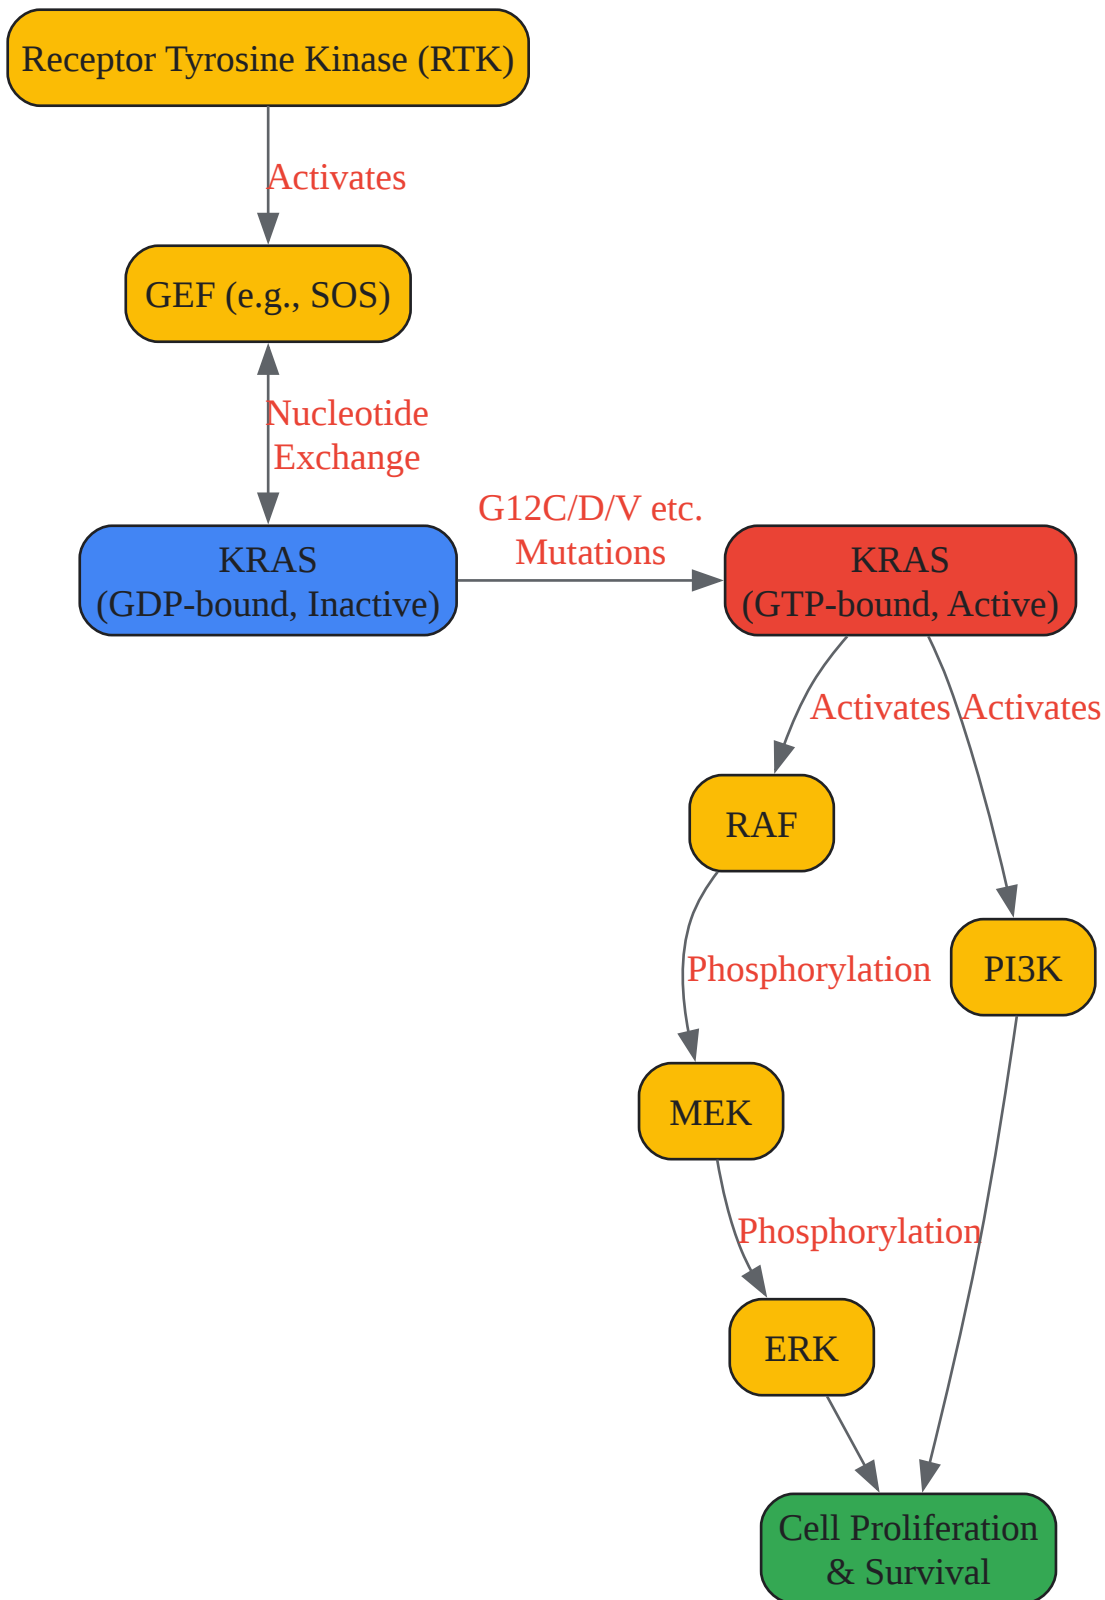 Receptor Tyrosine Kinase (RTK)
Activates
GEF (e.g., SOS)
Nucleotide
Exchange
G12C/D/V etc.
Mutations
KRAS
(GDP-bound, Inactive)
KRAS
(GTP-bound, Active)
Activates
Activates
RAF
Phosphorylation
PI3K
MEK
Phosphorylation
ERK
Cell Proliferation
& Survival